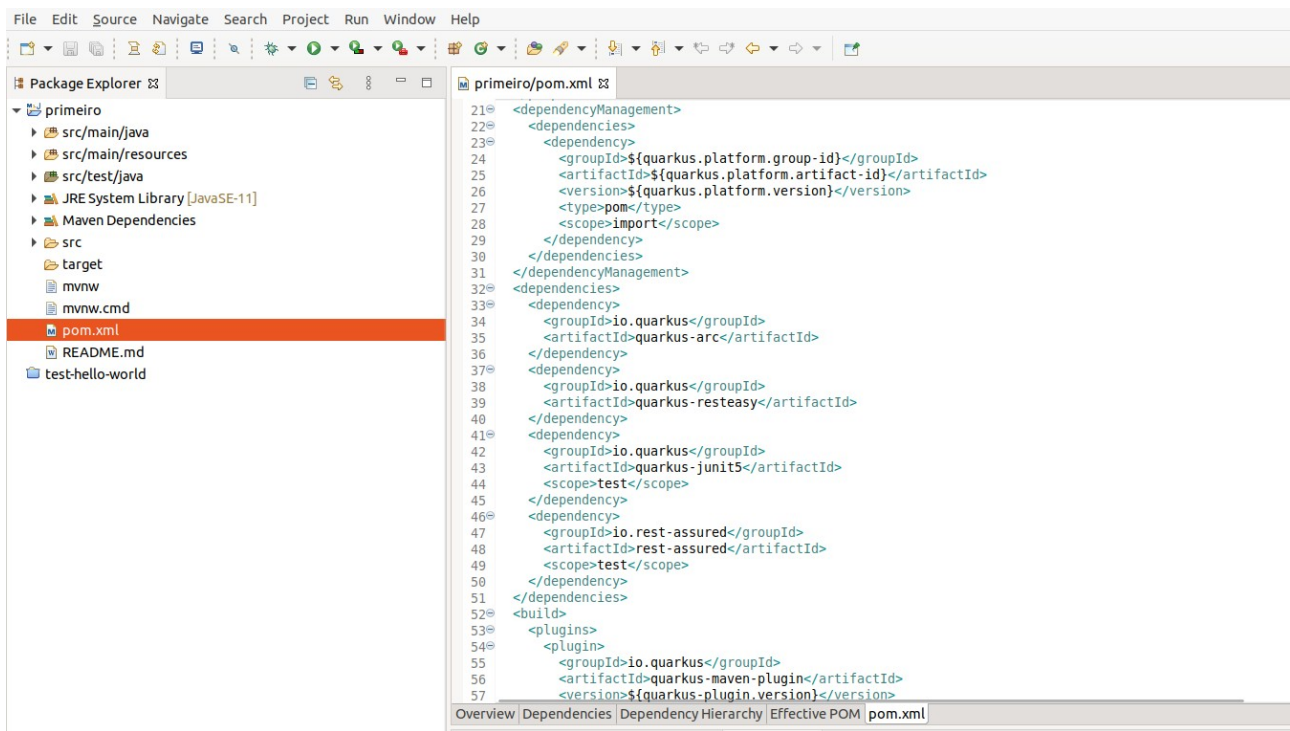 File Edit Source Navigate Search Project Run Window Help
Package Explorer
primeiro
src/main/java
src/main/resources
src/test/java
JRE System Library [JavaSE-11]
Maven Dependencies
src
target
mvnw
mvnw.cmd
pom.xml
README.md
test-hello-world
primeiro/pom.xml
21 <dependencyManagement>
22 <dependencies>
23 <dependency>
24 <groupId>${quarkus.platform.group-id}</groupId>
25 <artifactId>${quarkus.platform.artifact-id}</artifactId>
26 <version>${quarkus.platform.version}</version>
27 <type>pom</type>
28 <scope>import</scope>
29 </dependency>
30 </dependencies>
31 </dependencyManagement>
32 <dependencies>
33 <dependency>
34 <groupId>io.quarkus</groupId>
35 <artifactId>quarkus-arc</artifactId>
36 </dependency>
37 <dependency>
38 <groupId>io.quarkus</groupId>
39 <artifactId>quarkus-resteasy</artifactId>
40 </dependency>
41 <dependency>
42 <groupId>io.quarkus</groupId>
43 <artifactId>quarkus-junit5</artifactId>
44 <scope>test</scope>
45 </dependency>
46 <dependency>
47 <groupId>io.rest-assured</groupId>
48 <artifactId>rest-assured</artifactId>
49 <scope>test</scope>
50 </dependency>
51 </dependencies>
52 <build>
53 <plugins>
54 <plugin>
55 <groupId>io.quarkus</groupId>
56 <artifactId>quarkus-maven-plugin</artifactId>
57 <version>${quarkus-plugin.version}</version>
Overview Dependencies Dependency Hierarchy Effective POM pom.xml